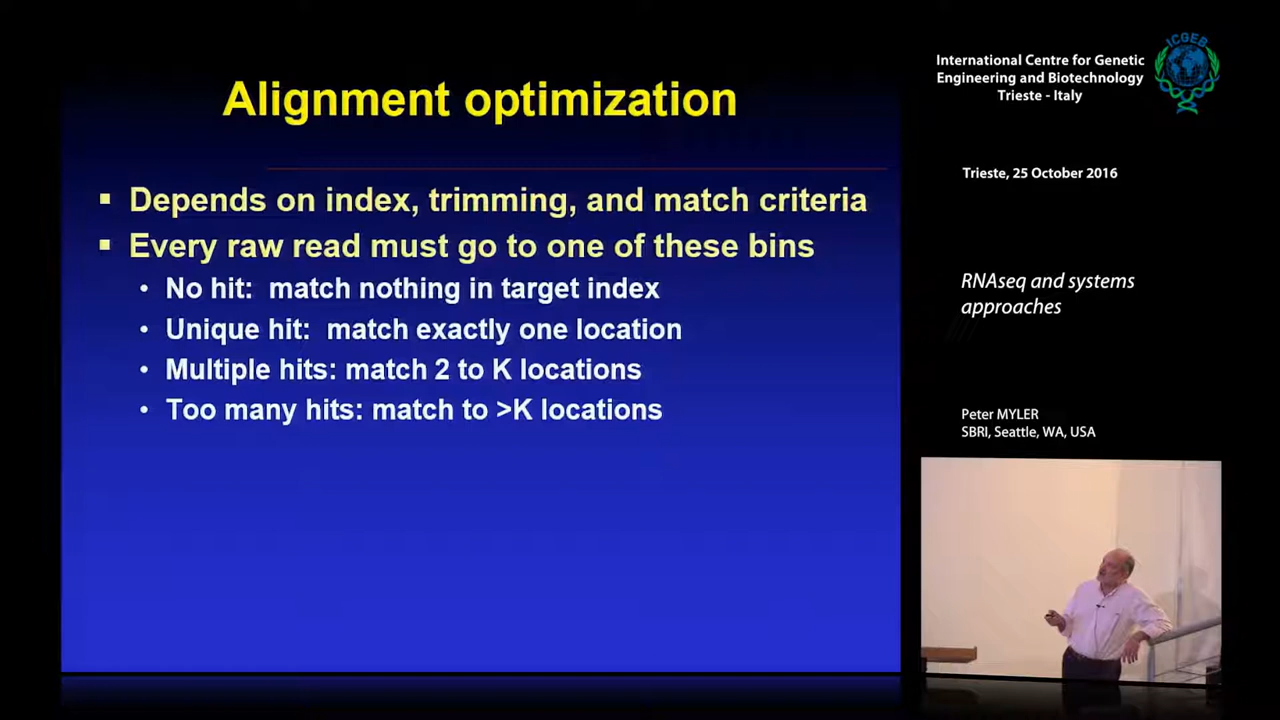 Alignment optimization
Depends on index, trimming, and match criteria
Every raw read must go to one of these bins
No hit: match nothing in target index
Unique hit: match exactly one location
Multiple hits: match 2 to K locations
Too many hits: match to >K locations
International Centre for Genetic
Engineering and Biotechnology
Trieste - Italy
ICGEB
Trieste, 25 October 2016
RNAseq and systems
approaches
Peter MYLER
SBRI, Seattle, WA, USA